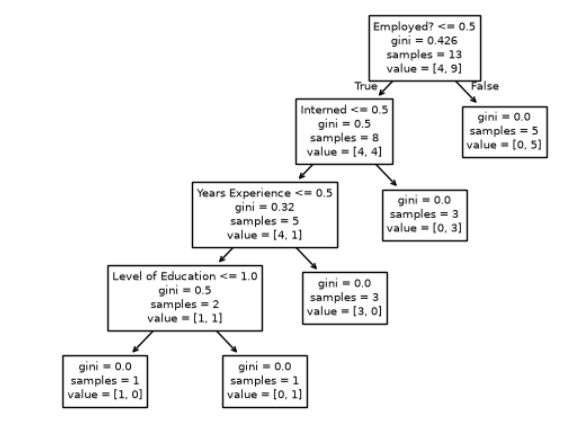 Employed? <= 0.5
gini = 0.426
samples = 13
value = [4, 9]
True
False
Interned <= 0.5
gini = 0.5
samples = 8
value = [4, 4]
gini = 0.0
samples = 5
value = [0, 5]
Years Experience <= 0.5
gini = 0.32
samples = 5
value = [4, 1]
gini = 0.0
samples = 3
value = [0, 3]
Level of Education <= 1.0
gini = 0.5
samples = 2
value = [1, 1]
gini = 0.0
samples = 3
value = [3, 0]
gini = 0.0
samples = 1
value = [1, 0]
gini = 0.0
samples = 1
value = [0, 1]